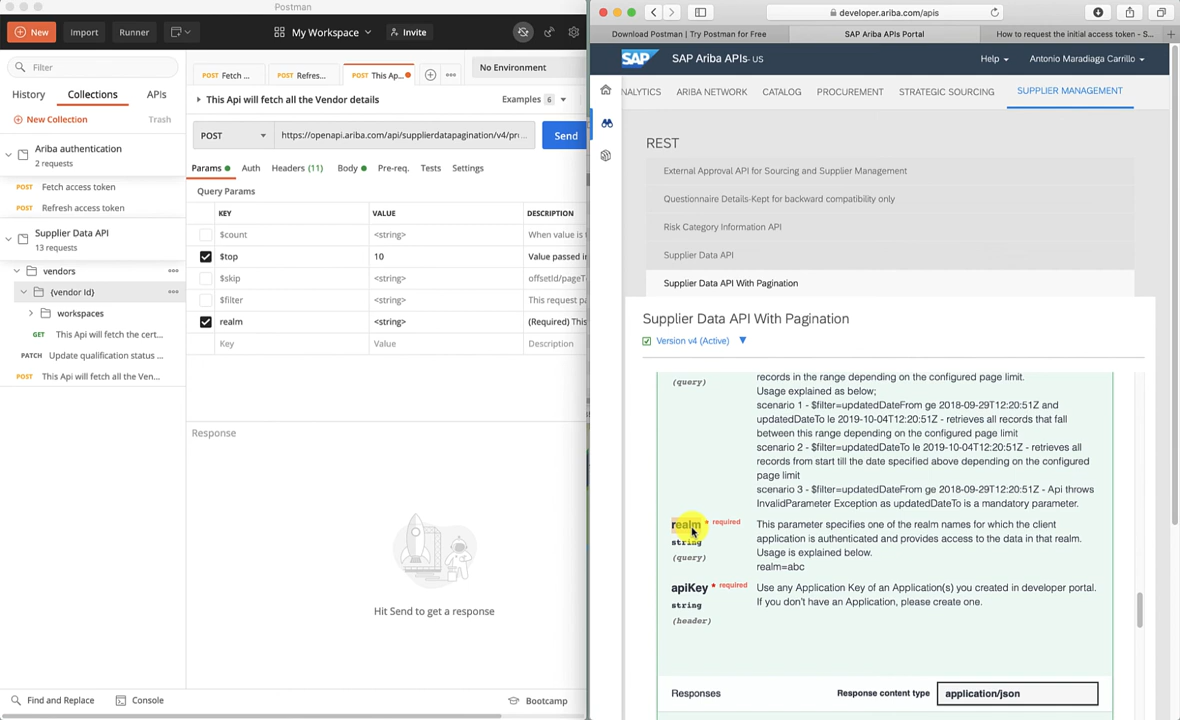 Postman
New
Import
Runner
My Workspace
Invite
Filter
History
Collections
APIs
New Collection
Trash
Ariba authentication
2 requests
POST Fetch access token
POST Refresh access token
Supplier Data API
13 requests
vendors
{vendor Id}
workspaces
GET This Api will fetch the cert...
PATCH Update qualification status ...
POST This Api will fetch all the Ven...
POST Fetch ...
POST Refres...
POST This Ap...
No Environment
This Api will fetch all the Vendor details
Examples 6
POST
https://openapi.ariba.com/api/supplierdatapagination/v4/pr...
Send
Params
Auth
Headers (11)
Body
Pre-req.
Tests
Settings
Query Params
KEY VALUE DESCRIPTION
$count <string> When value is t
$top 10 Value passed in
$skip <string> offsetId/pageT
$filter <string> This request pa
realm <string> (Required) This
Key Value Description
Response
Hit Send to get a response
Find and Replace
Console
Bootcamp
developer.ariba.com/apis
Download Postman | Try Postman for Free
SAP Ariba APIs Portal
How to request the initial access token - S...
SAP
SAP Ariba APIs- US
Help
Antonio Maradiaga Carrillo
NALYTICS
ARIBA NETWORK
CATALOG
PROCUREMENT
STRATEGIC SOURCING
SUPPLIER MANAGEMENT
REST
External Approval API for Sourcing and Supplier Management
Questionnaire Details-Kept for backward compatibility only
Risk Category Information API
Supplier Data API
Supplier Data API With Pagination
Supplier Data API With Pagination
Version v4 (Active)
(query)
records in the range depending on the configured page limit.
Usage explained as below;
scenario 1 - $filter=updatedDateFrom ge 2018-09-29T12:20:51Z and
updatedDateTo le 2019-10-04T12:20:51Z - retrieves all records that fall
between this range depending on the configured page limit
scenario 2 - $filter=updatedDateTo le 2019-10-04T12:20:51Z - retrieves all
records from start till the date specified above depending on the configured
page limit
scenario 3 - $filter=updatedDateFrom ge 2018-09-29T12:20:51Z - Api throws
InvalidParameter Exception as updatedDateTo is a mandatory parameter.
realm * required
string
(query)
This parameter specifies one of the realm names for which the client
application is authenticated and provides access to the data in that realm.
Usage is explained below.
realm=abc
apiKey * required
string
(header)
Use any Application Key of an Application(s) you created in developer portal.
If you don't have an Application, please create one.
Responses
Response content type
application/json